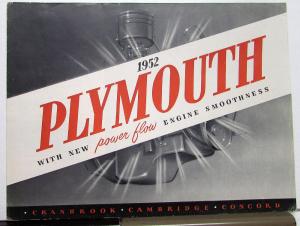 1952
PLYMOUTH
WITH NEW power flow ENGINE SMOOTHNESS
• CRANBROOK • CAMBRIDGE • CONCORD •